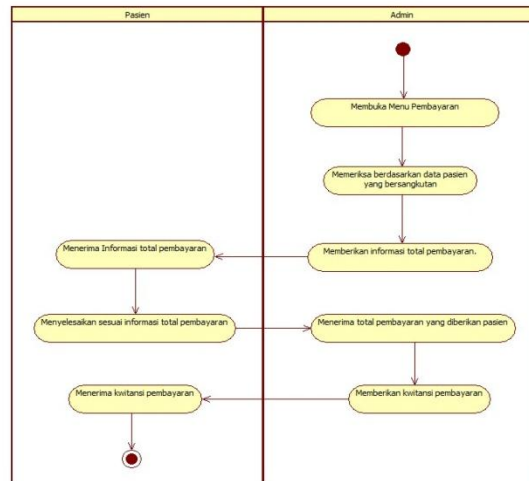 Pasien
Admin
Membuka Menu Pembayaran
Memeriksa berdasarkan data pasien
yang bersangkutan
Memberikan informasi total pembayaran.
Menerima Informasi total pembayaran
Menyelesaikan sesuai informasi total pembayaran
Menerima total pembayaran yang diberikan pasien
Memberikan kwitansi pembayaran
Menerima kwitansi pembayaran